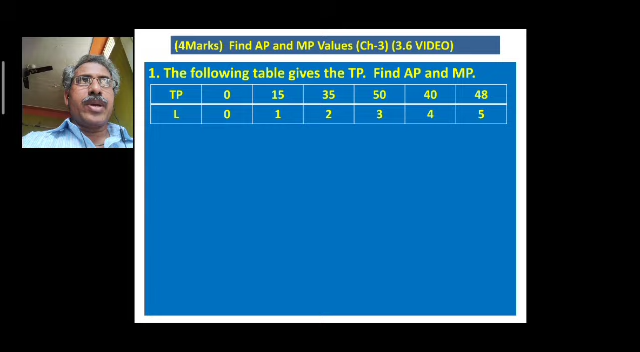 (4Marks) Find AP and MP Values (Ch-3) (3.6 VIDEO)
1. The following table gives the TP. Find AP and MP.
TP 0 15 35 50 40 48
L 0 1 2 3 4 5